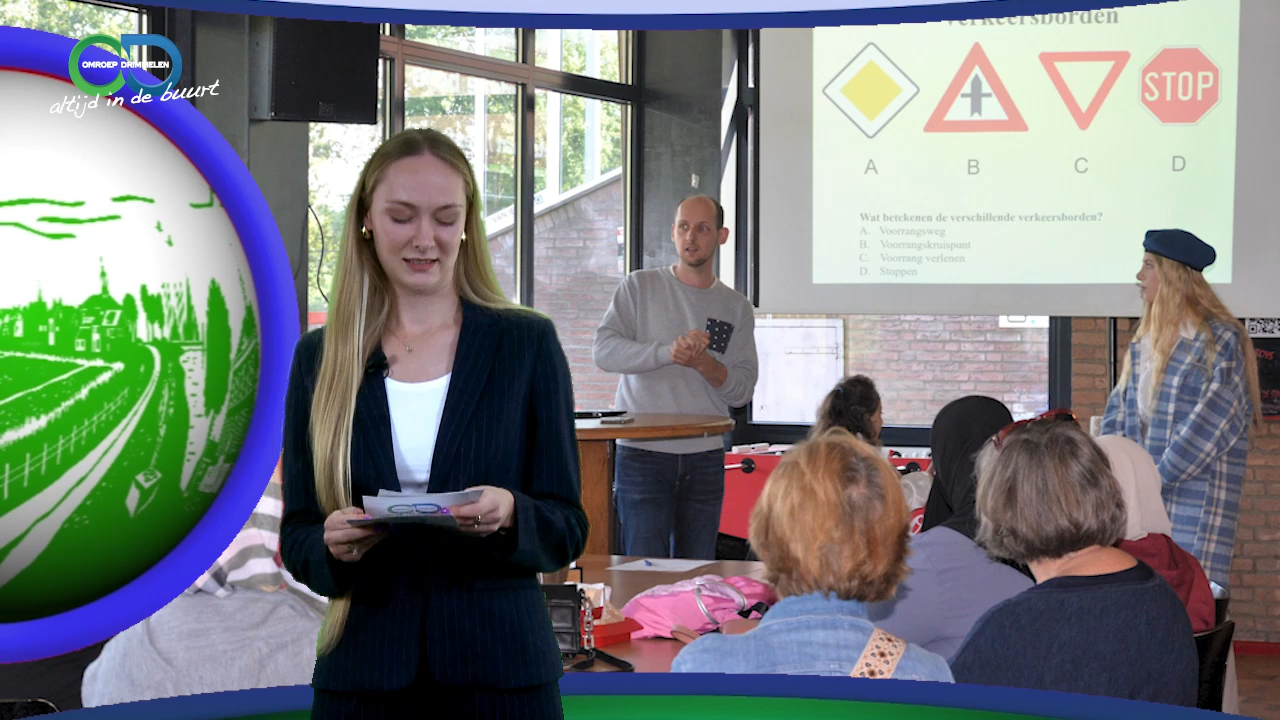 OMROEP DRIMMELEN
altijd in de buurt
verkeersborden
STOP
A B C D
Wat betekenen de verschillende verkeersborden?
A. Voorrangsweg
B. Voorrangskruispunt
C. Voorrang verlenen
D. Stoppen